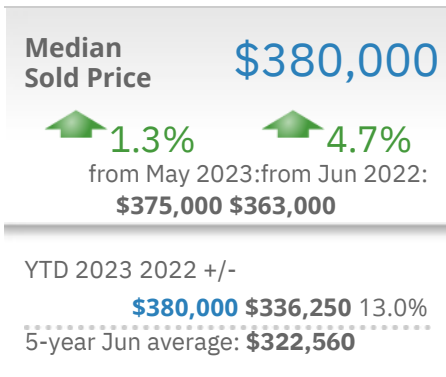 Median
Sold Price
$380,000
1.3%
4.7%
from May 2023:from Jun 2022:
$375,000 $363,000
YTD 2023 2022 +/-
$380,000 $336,250 13.0%
5-year Jun average: $322,560